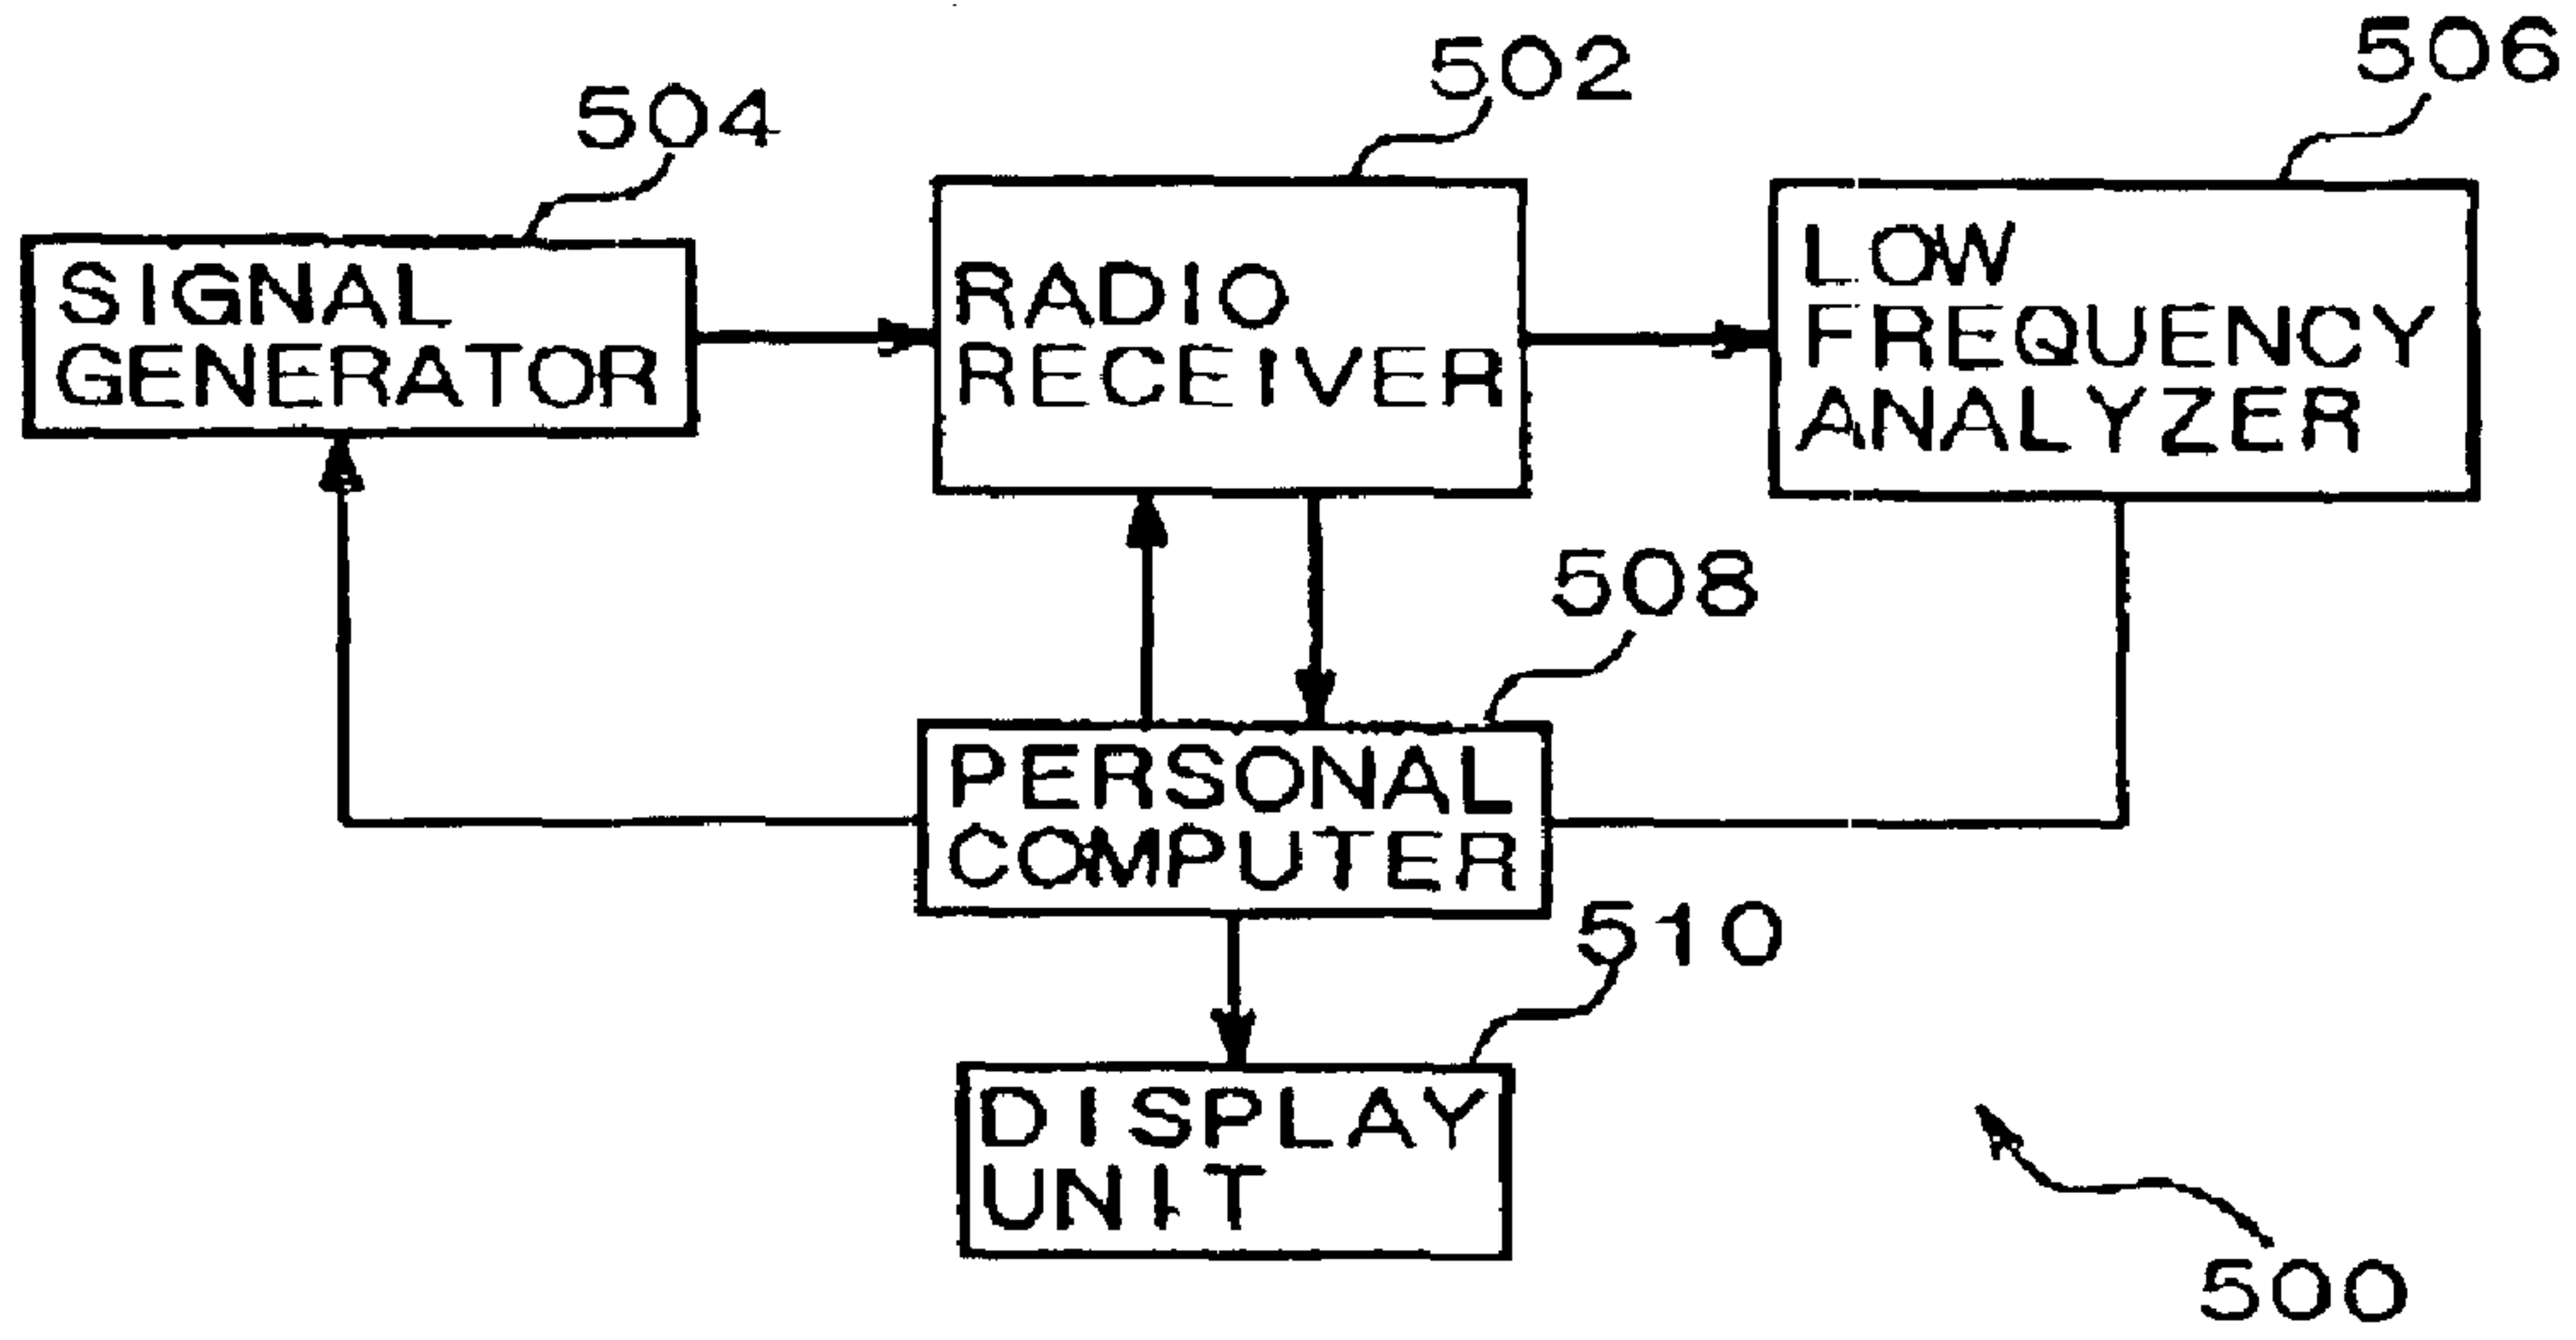 506
502
504
SIGNAL
GENERATOR
RADIO
RECEIVER
LOW
FREQUENCY
ANALYZER
508
PERSONAL
COMPUTER
510
DISPLAY
UNIT
500